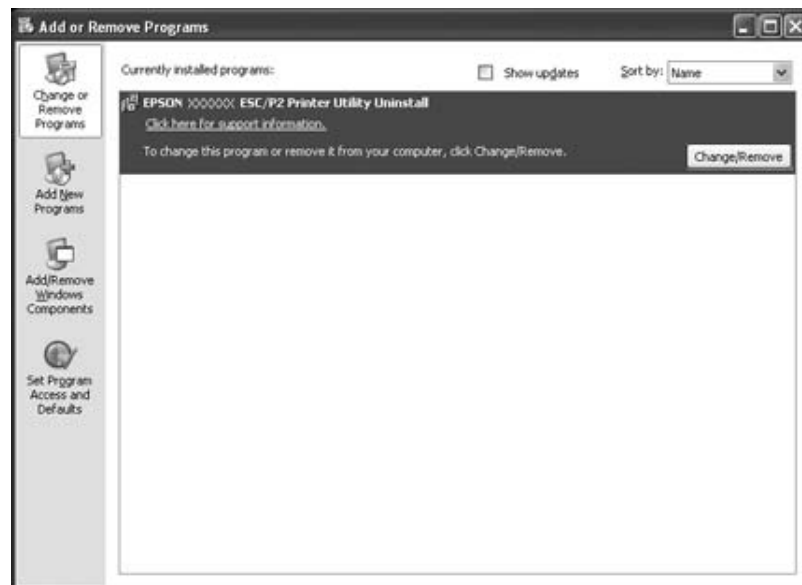 Add or Remove Programs
Change or
Remove
Programs
Currently installed programs:
Show updates
Sort by: Name
EPSON XXXXXX ESC/P2 Printer Utility Uninstall
Click here for support information.
To change this program or remove it from your computer, click Change/Remove.
Change/Remove
Add New
Programs
Add/Remove
Windows
Components
Set Program
Access and
Defaults